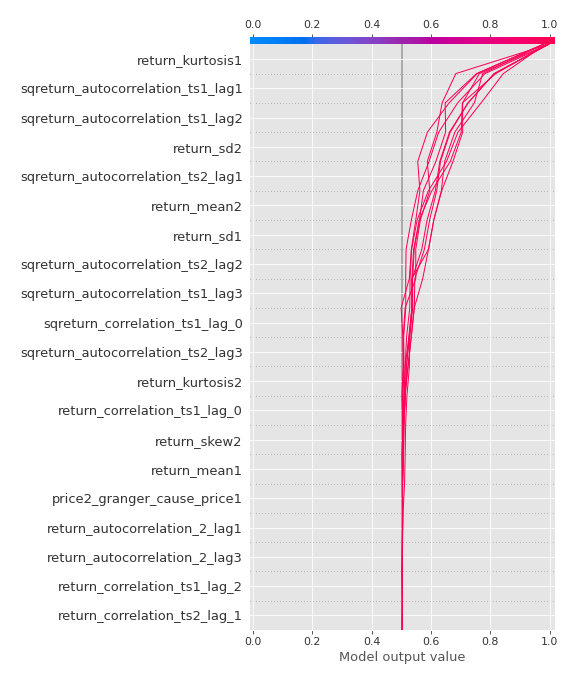 0.0 0.2 0.4 0.6 0.8 1.0
return_kurtosis1
sqreturn_autocorrelation_ts1_lag1
sqreturn_autocorrelation_ts1_lag2
return_sd2
sqreturn_autocorrelation_ts2_lag1
return_mean2
return_sd1
sqreturn_autocorrelation_ts2_lag2
sqreturn_autocorrelation_ts1_lag3
sqreturn_correlation_ts1_lag_0
sqreturn_autocorrelation_ts2_lag3
return_kurtosis2
return_correlation_ts1_lag_0
return_skew2
return_mean1
price2_granger_cause_price1
return_autocorrelation_2_lag1
return_autocorrelation_2_lag3
return_correlation_ts1_lag_2
return_correlation_ts2_lag_1
0.0 0.2 0.4 0.6 0.8 1.0
Model output value